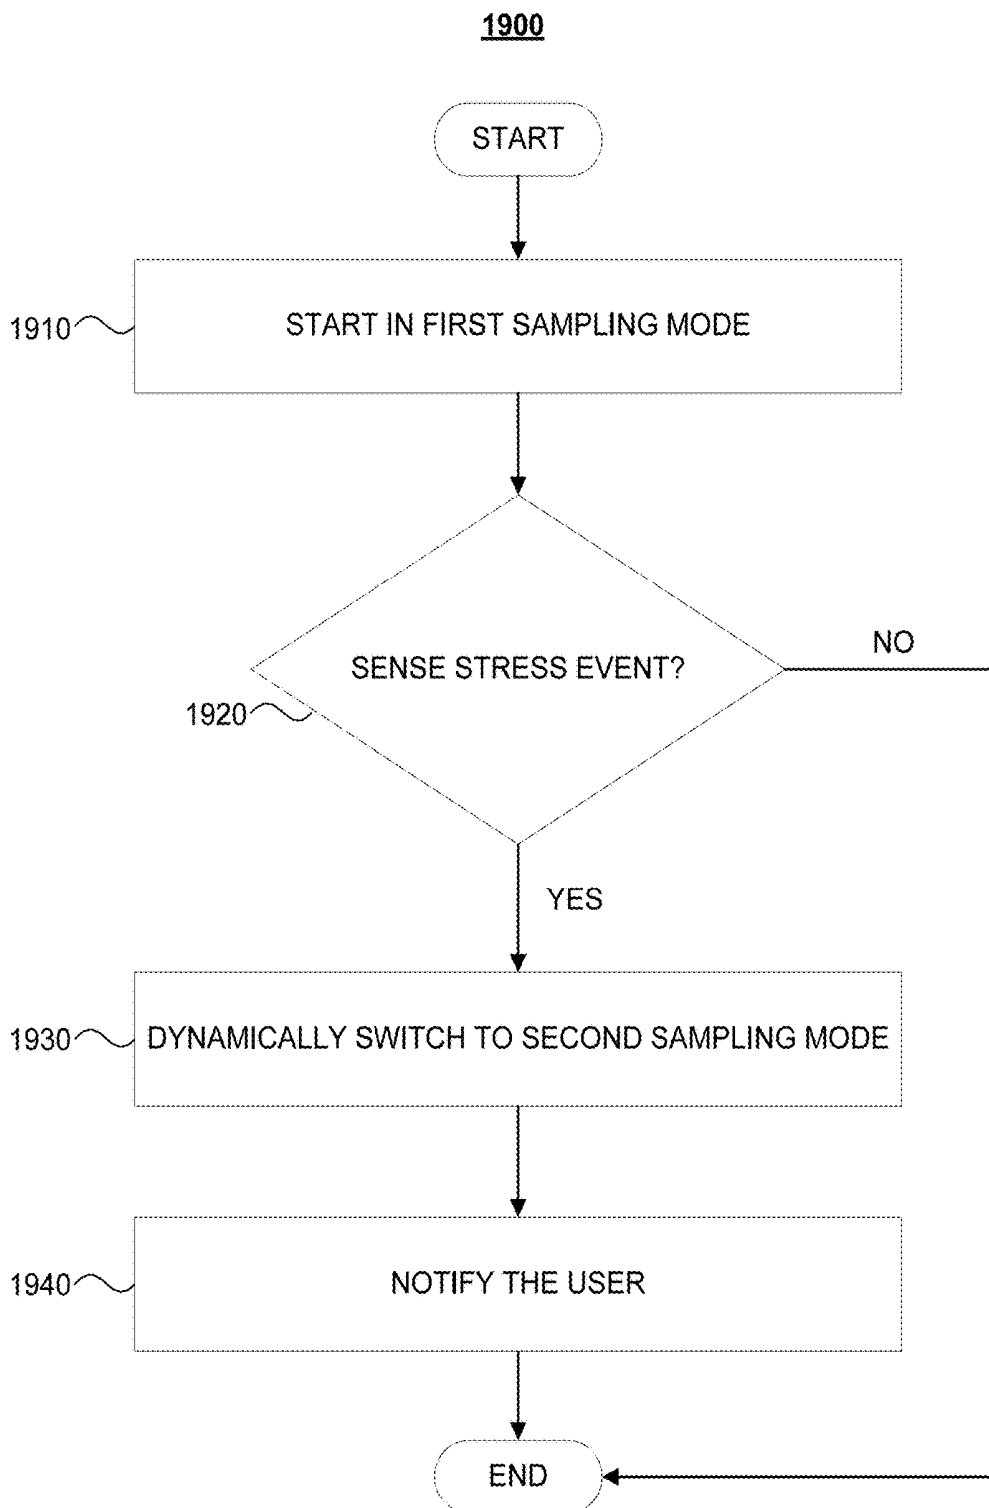 1900
START
1910
START IN FIRST SAMPLING MODE
SENSE STRESS EVENT?
NO
1920
YES
1930
DYNAMICALLY SWITCH TO SECOND SAMPLING MODE
1940
NOTIFY THE USER
END